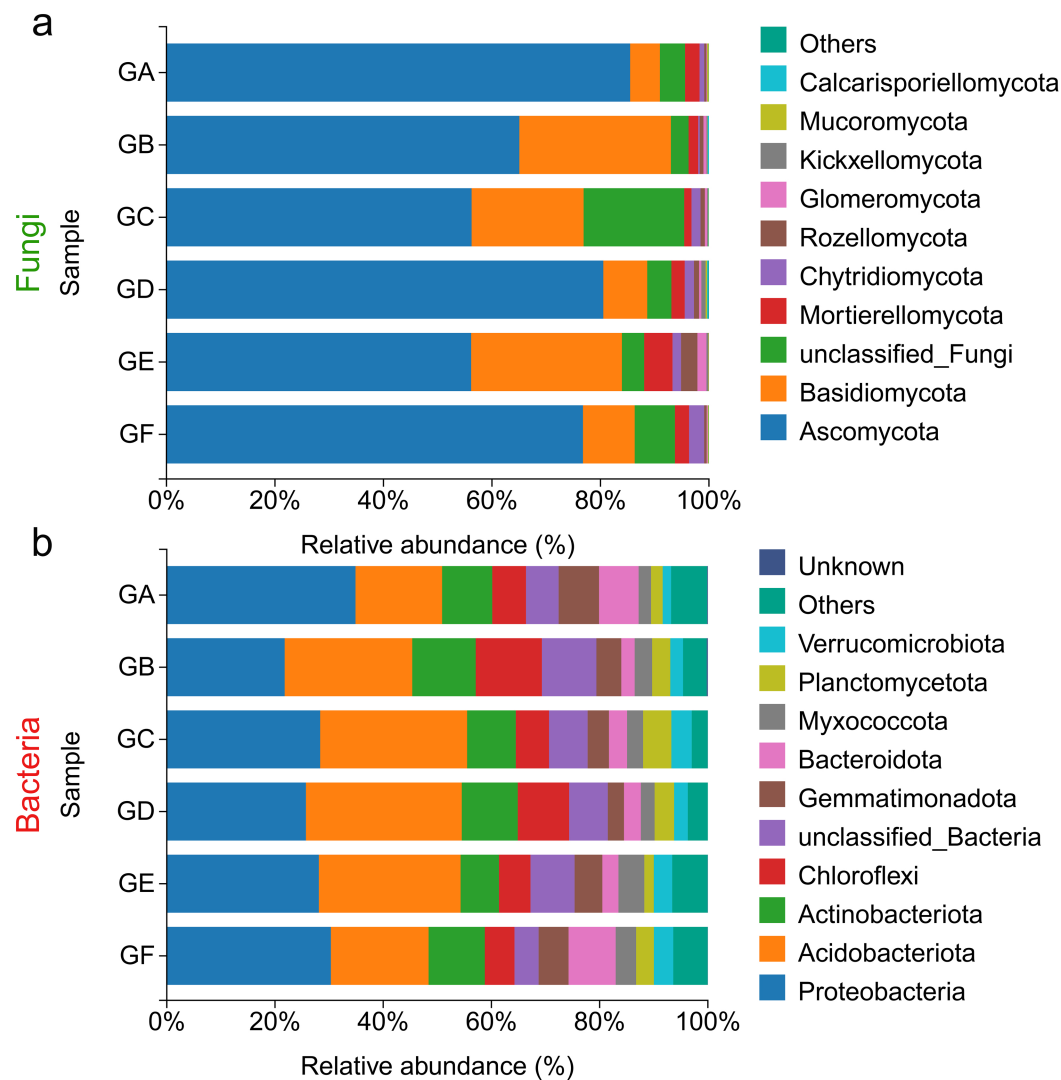 a
Fungi
Sample
GA
GB
GC
GD
GE
GF
0% 20% 40% 60% 80% 100%
Relative abundance (%)
Others
Calcarisporiellomycota
Mucoromycota
Kickxellomycota
Glomeromycota
Rozellomycota
Chytridiomycota
Mortierellomycota
unclassified_Fungi
Basidiomycota
Ascomycota
b
Bacteria
Sample
GA
GB
GC
GD
GE
GF
0% 20% 40% 60% 80% 100%
Relative abundance (%)
Unknown
Others
Verrucomicrobiota
Planctomycetota
Myxococcota
Bacteroidota
Gemmatimonadota
unclassified_Bacteria
Chloroflexi
Actinobacteriota
Acidobacteriota
Proteobacteria